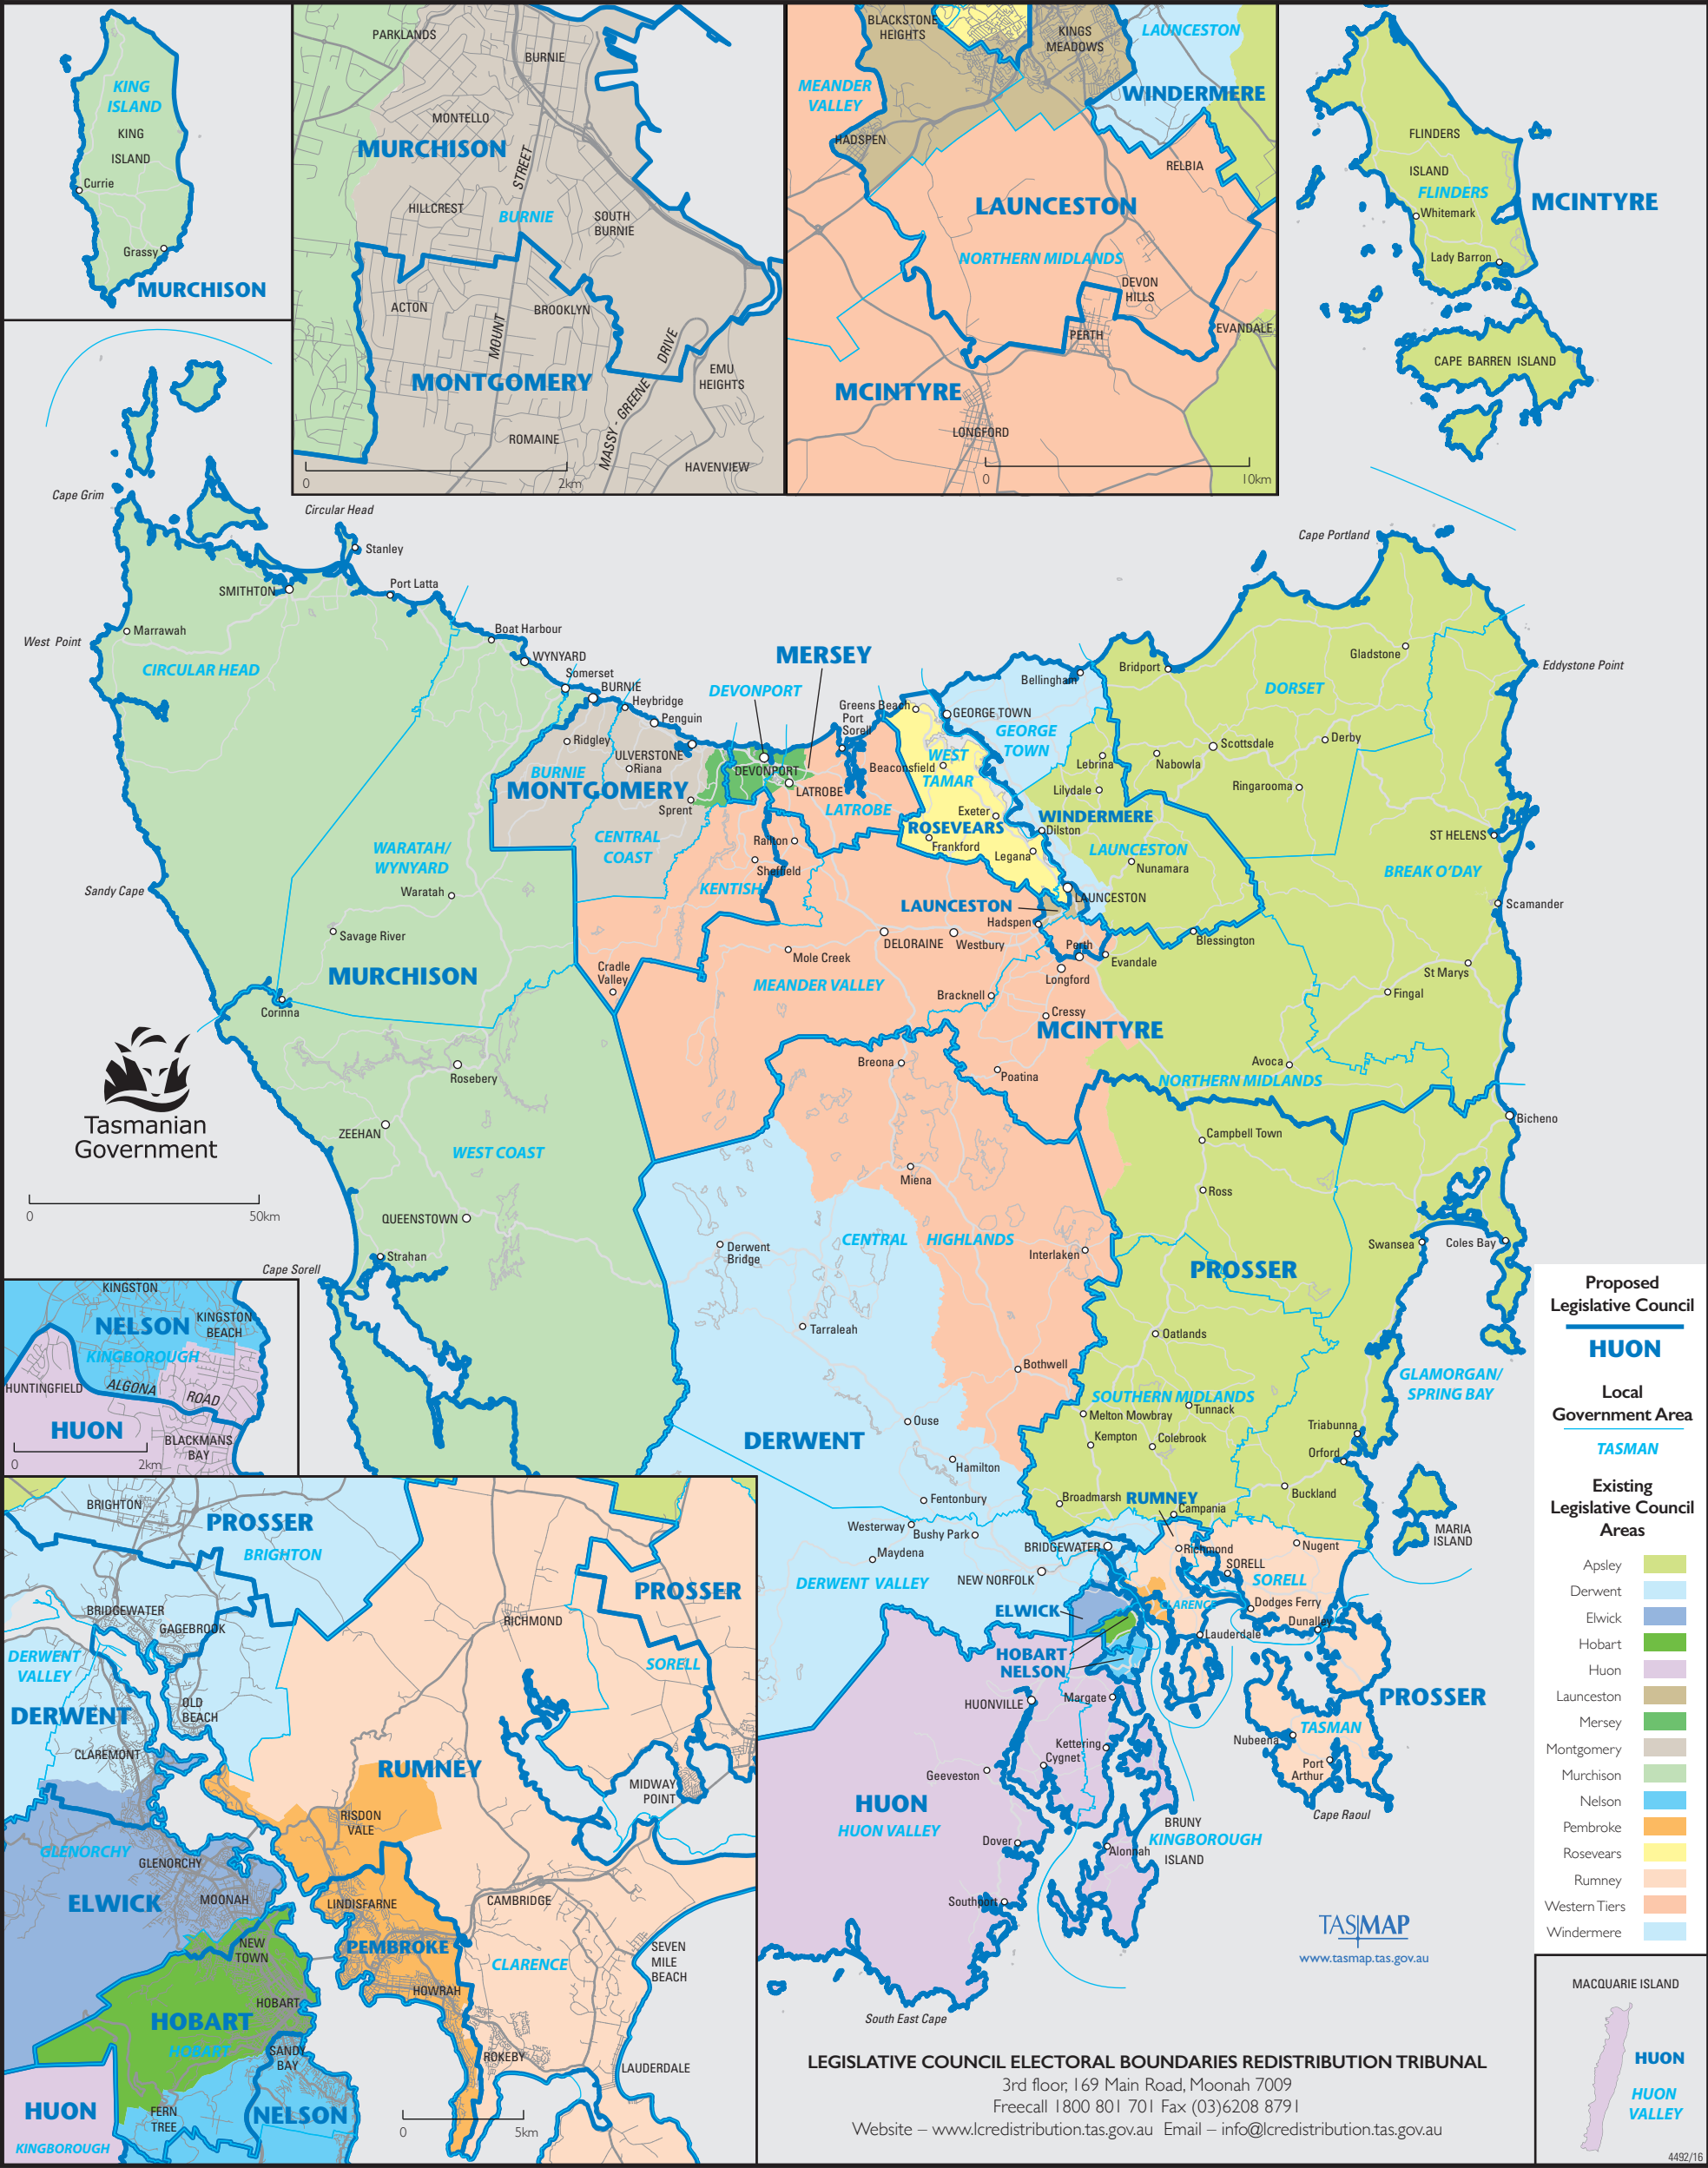 KING
ISLAND
KING
ISLAND
Currie
Grassy
MURCHISON
PARKLANDS
BURNIE
MONTELLO
MURCHISON
STREET
HILLCREST
BURNIE
SOUTH
BURNIE
ACTON
MOUNT
BROOKLYN
DRIVE
EMU
HEIGHTS
MONTGOMERY
MASSY - GREENE
ROMAINE
HAVENVIEW
0
2km
BLACKSTONE
HEIGHTS
KINGS
MEADOWS
LAUNCESTON
MEANDER
VALLEY
WINDERMERE
HADSPEN
RELBIA
LAUNCESTON
NORTHERN MIDLANDS
DEVON
HILLS
PERTH
EVANDALE
MCINTYRE
LONGFORD
0
10km
FLINDERS
ISLAND
FLINDERS
Whitemark
MCINTYRE
Lady Barron
CAPE BARREN ISLAND
Cape Grim
Circular Head
Stanley
SMITHTON
Port Latta
Marrawah
West Point
CIRCULAR HEAD
Boat Harbour
WYNYARD
Somerset
BURNIE
Heybridge
Penguin
Ridgley
ULVERSTONE
Riana
BURNIE
MONTGOMERY
Sprent
CENTRAL
COAST
WARATAH/
WYNYARD
Waratah
Sandy Cape
Savage River
MURCHISON
Corinna
Cradle
Valley
MERSEY
DEVONPORT
DEVONPORT
LATROBE
LATROBE
Railton
Sheffield
KENTISH
Greens Beach
Port
Sorell
Beaconsfield
WEST
TAMAR
GEORGE TOWN
GEORGE
TOWN
Bellingham
Exeter
ROSEVEARS
Frankford
Legana
WINDERMERE
Dilston
LAUNCESTON
Nunamara
Lebrina
Lilydale
Bridport
Cape Portland
Gladstone
Eddystone Point
DORSET
Scottsdale
Derby
Nabowla
Ringarooma
ST HELENS
BREAK O'DAY
Scamander
LAUNCESTON
LAUNCESTON
Hadspen
DELORAINE
Westbury
Perth
Evandale
Longford
Blessington
Mole Creek
MEANDER VALLEY
Bracknell
Cressy
MCINTYRE
St Marys
Fingal
Avoca
NORTHERN MIDLANDS
Breona
Poatina
Bicheno
Tasmanian
Government
0
50km
Rosebery
ZEEHAN
WEST COAST
QUEENSTOWN
Strahan
Cape Sorell
Campbell Town
Ross
Miena
Derwent
Bridge
CENTRAL HIGHLANDS
Interlaken
Swansea
Coles Bay
PROSSER
Tarraleah
Oatlands
Bothwell
GLAMORGAN/
SPRING BAY
SOUTHERN MIDLANDS
Tunnack
Melton Mowbray
Kempton
Colebrook
Triabunna
Orford
Ouse
DERWENT
Hamilton
Fentonbury
Broadmarsh
RUMNEY
Campania
Buckland
MARIA
ISLAND
Westerway
Bushy Park
Maydena
BRIDGEWATER
NEW NORFOLK
DERWENT VALLEY
Richmond
SORELL
Nugent
SORELL
CLARENCE
Dodges Ferry
Dunalley
Lauderdale
ELWICK
HOBART
NELSON
HUONVILLE
Margate
PROSSER
TASMAN
Nubeena
Port
Arthur
Cape Raoul
Kettering
Cygnet
Geeveston
HUON
HUON VALLEY
Dover
BRUNY
KINGBOROUGH
ISLAND
Alonnah
Southport
South East Cape
KINGSTON
NELSON
KINGSTON
BEACH
KINGBOROUGH
HUNTINGFIELD
ALGONA
ROAD
HUON
BLACKMANS
BAY
0
2km
BRIGHTON
PROSSER
BRIGHTON
BRIDGEWATER
GAGEBROOK
DERWENT
VALLEY
OLD
BEACH
DERWENT
CLAREMONT
RICHMOND
PROSSER
SORELL
RUMNEY
MIDWAY
POINT
RISDON
VALE
GLENORCHY
GLENORCHY
ELWICK
MOONAH
LINDISFARNE
CAMBRIDGE
NEW
TOWN
PEMBROKE
CLARENCE
SEVEN
MILE
BEACH
HOWRAH
HOBART
HOBART
HOBART
SANDY
BAY
ROKEBY
LAUDERDALE
HUON
FERN
TREE
NELSON
KINGBOROUGH
0
5km
Proposed
Legislative Council
HUON
Local
Government Area
TASMAN
Existing
Legislative Council
Areas
Apsley
Derwent
Elwick
Hobart
Huon
Launceston
Mersey
Montgomery
Murchison
Nelson
Pembroke
Rosevears
Rumney
Western Tiers
Windermere
TASMAP
www.tasmap.tas.gov.au
MACQUARIE ISLAND
HUON
HUON
VALLEY
4492/16
LEGISLATIVE COUNCIL ELECTORAL BOUNDARIES REDISTRIBUTION TRIBUNAL
3rd floor, 169 Main Road, Moonah 7009
Freecall 1800 801 701 Fax (03)6208 8791
Website – www.lcredistribution.tas.gov.au Email – info@lcredistribution.tas.gov.au